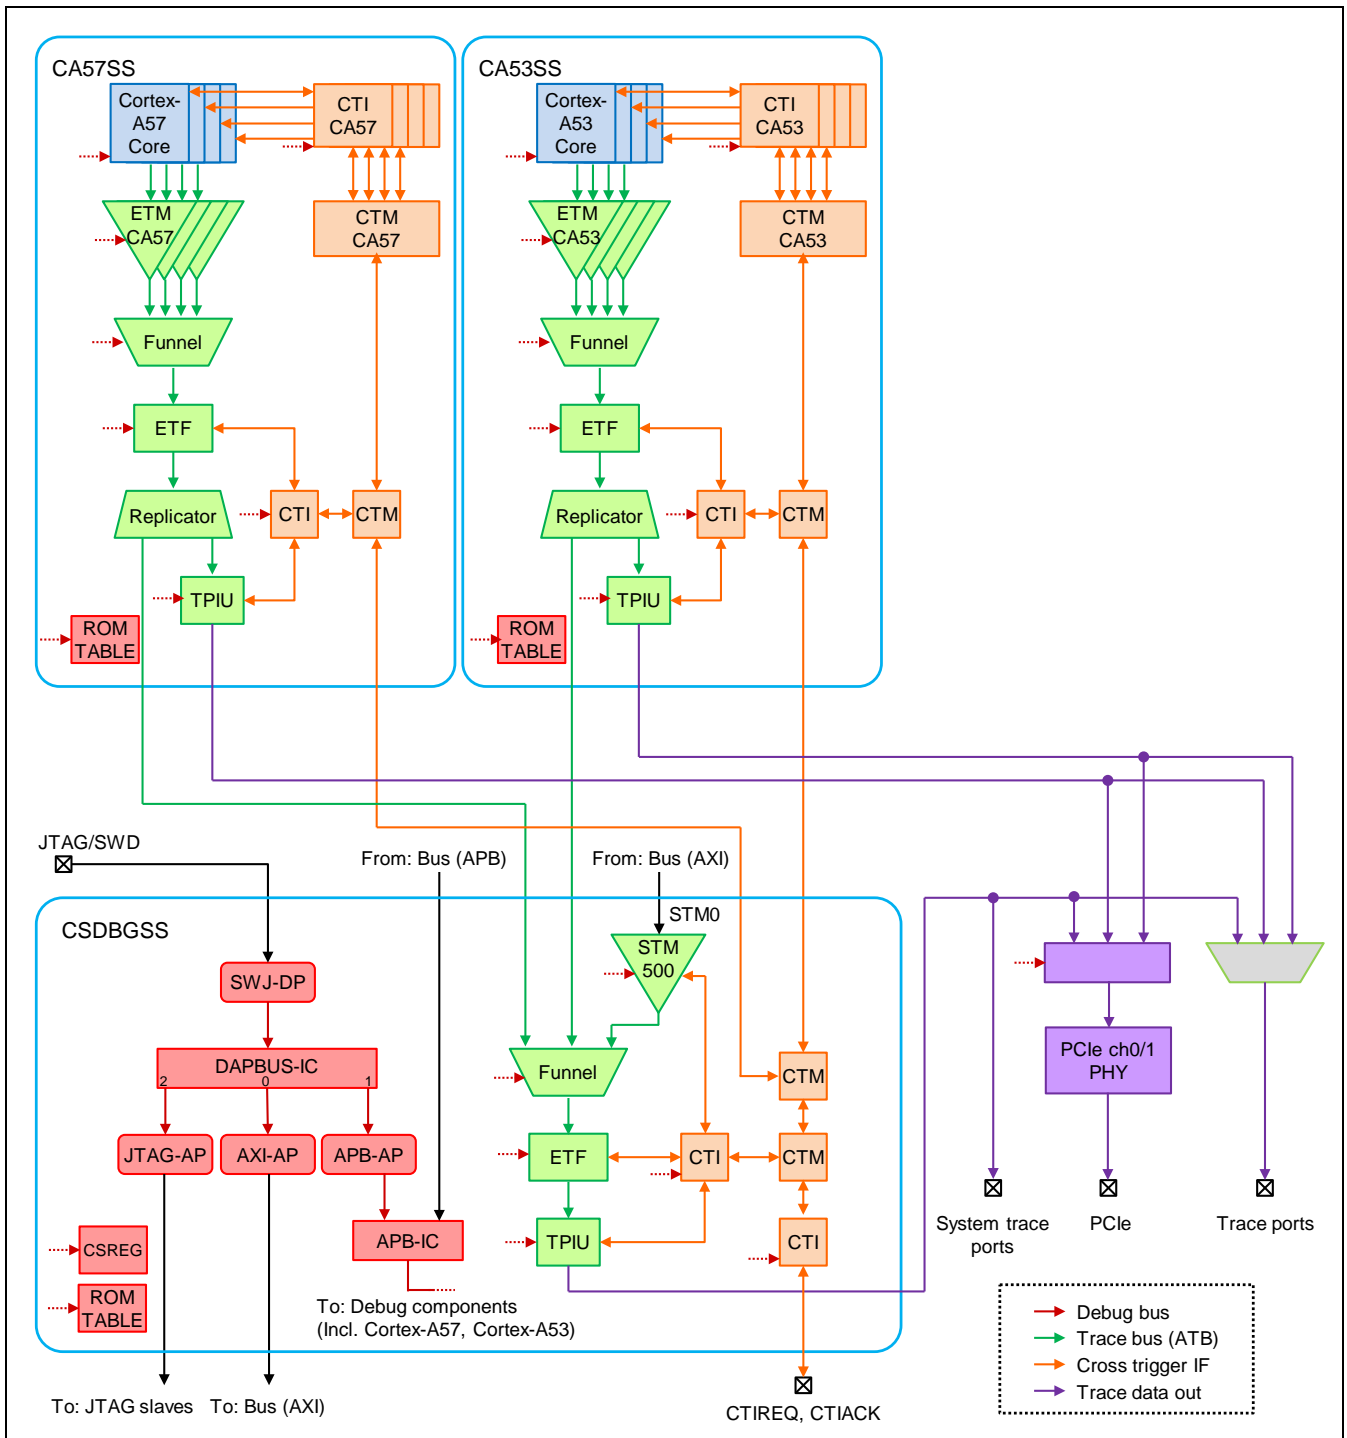 CA57SS
Cortex-
A57
Core
CTI
CA57
ETM
CA57
CTM
CA57
Funnel
ETF
Replicator
CTI
CTM
TPIU
ROM
TABLE
CA53SS
Cortex-
A53
Core
CTI
CA53
ETM
CA53
CTM
CA53
Funnel
ETF
Replicator
CTI
CTM
TPIU
ROM
TABLE
JTAG/SWD
From: Bus (APB)
From: Bus (AXI)
STM0
CSDBGSS
STM
500
SWJ-DP
DAPBUS-IC
2
0
1
JTAG-AP
AXI-AP
APB-AP
APB-IC
CSREG
ROM
TABLE
To: Debug components
(Incl. Cortex-A57, Cortex-A53)
Funnel
ETF
TPIU
CTI
CTM
CTM
CTI
PCIe ch0/1
PHY
System trace
ports
PCIe
Trace ports
Debug bus
Trace bus (ATB)
Cross trigger IF
Trace data out
To: JTAG slaves
To: Bus (AXI)
CTIREQ, CTIACK